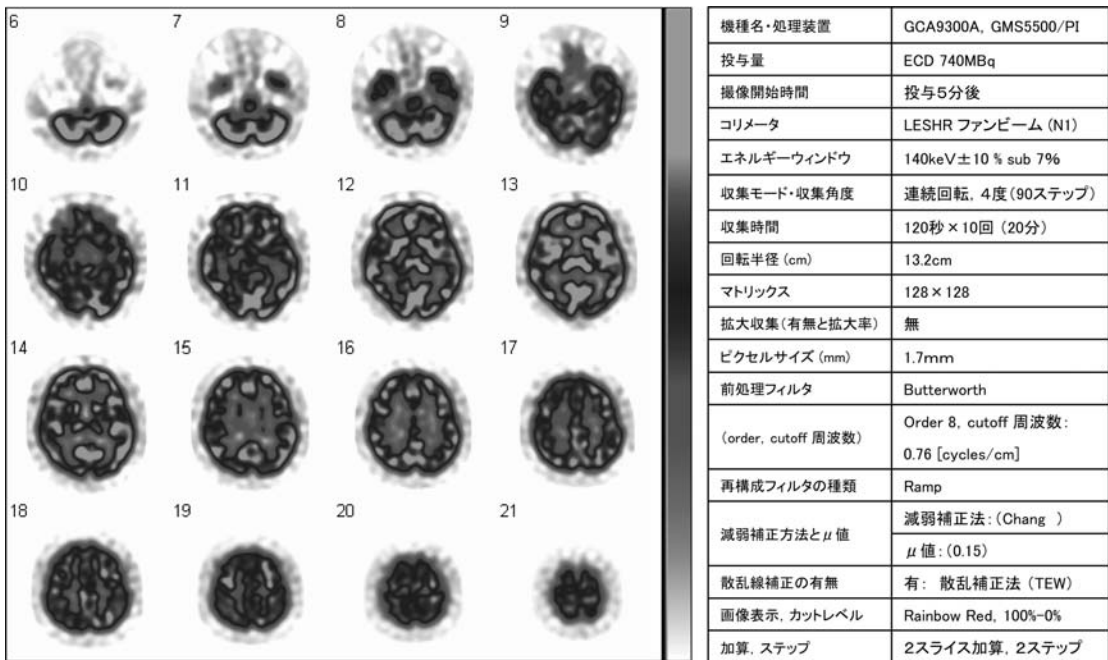 6 7 8 9
10 11 12 13
14 15 16 17
18 19 20 21
機種名・処理装置 GCA9300A, GMS5500/PI
投与量 ECD 740MBq
撮像開始時間 投与5分後
コリメータ LESHR ファンビーム (N1)
エネルギーウィンドウ 140keV±10 % sub 7%
収集モード・収集角度 連続回転, 4度(90ステップ)
収集時間 120秒×10回 (20分)
回転半径 (cm) 13.2cm
マトリックス 128×128
拡大収集(有無と拡大率) 無
ピクセルサイズ (mm) 1.7mm
前処理フィルタ Butterworth
(order, cutoff 周波数) Order 8, cutoff 周波数:
0.76 [cycles/cm]
再構成フィルタの種類 Ramp
減弱補正方法とμ値 減弱補正法:(Chang )
μ値:(0.15)
散乱線補正の有無 有: 散乱補正法 (TEW)
画像表示, カットレベル Rainbow Red, 100%-0%
加算, ステップ 2スライス加算, 2ステップ